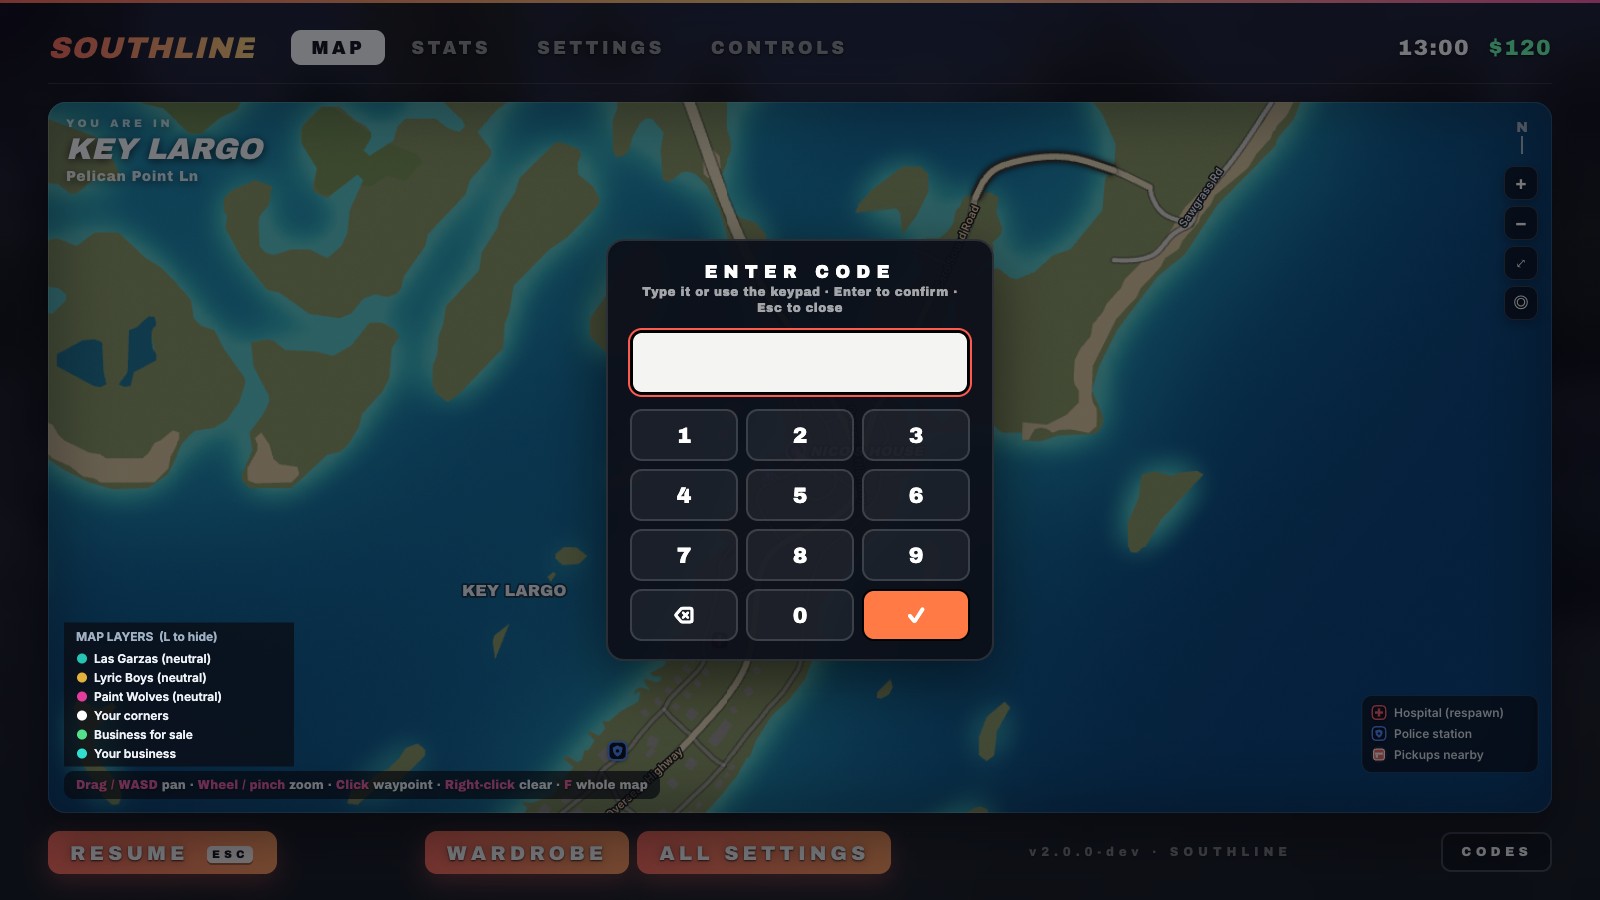 SOUTHLINE
MAP
STATS
SETTINGS
CONTROLS
13:00 $120
YOU ARE IN
KEY LARGO
Pelican Point Ln
N
Sawgrass Rd
Road
ENTER CODE
Type it or use the keypad · Enter to confirm ·
Esc to close
1 2 3
4 5 6
7 8 9
0
KEY LARGO
MAP LAYERS (L to hide)
Las Garzas (neutral)
Lyric Boys (neutral)
Paint Wolves (neutral)
Your corners
Business for sale
Your business
Hospital (respawn)
Police station
Pickups nearby
Drag / WASD pan · Wheel / pinch zoom · Click waypoint · Right-click clear · F whole map
RESUME ESC
WARDROBE
ALL SETTINGS
v2.0.0-dev · SOUTHLINE
CODES